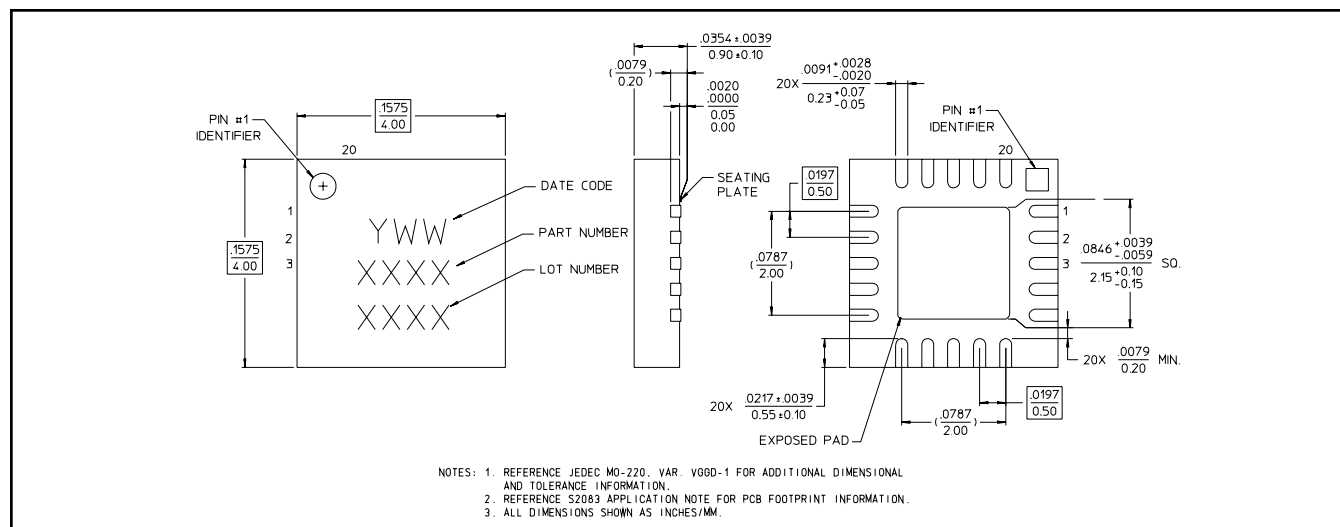 PIN #1
IDENTIFIER
.1575
4.00
20
.1575
4.00
1
2
3
YWW
XXXX
XXXX
DATE CODE
PART NUMBER
LOT NUMBER
.0354 ±.0039
0.90 ±0.10
(.0079)
0.20
.0020
.0000
0.05
0.00
SEATING
PLATE
20X .0091 +.0028 -.0020
0.23 +0.07 -0.05
PIN #1
IDENTIFIER
20
.0197
0.50
(.0787)
2.00
1
2
3
.0846 +.0039 -.0059 SQ.
2.15 +0.10 -0.15
20X .0079 MIN.
0.20
20X .0217 ±.0039
0.55 ±0.10
.0197
0.50
(.0787)
2.00
EXPOSED PAD
NOTES: 1. REFERENCE JEDEC MO-220, VAR. VGGD-1 FOR ADDITIONAL DIMENSIONAL
AND TOLERANCE INFORMATION.
2. REFERENCE S2083 APPLICATION NOTE FOR PCB FOOTPRINT INFORMATION.
3. ALL DIMENSIONS SHOWN AS INCHES/MM.